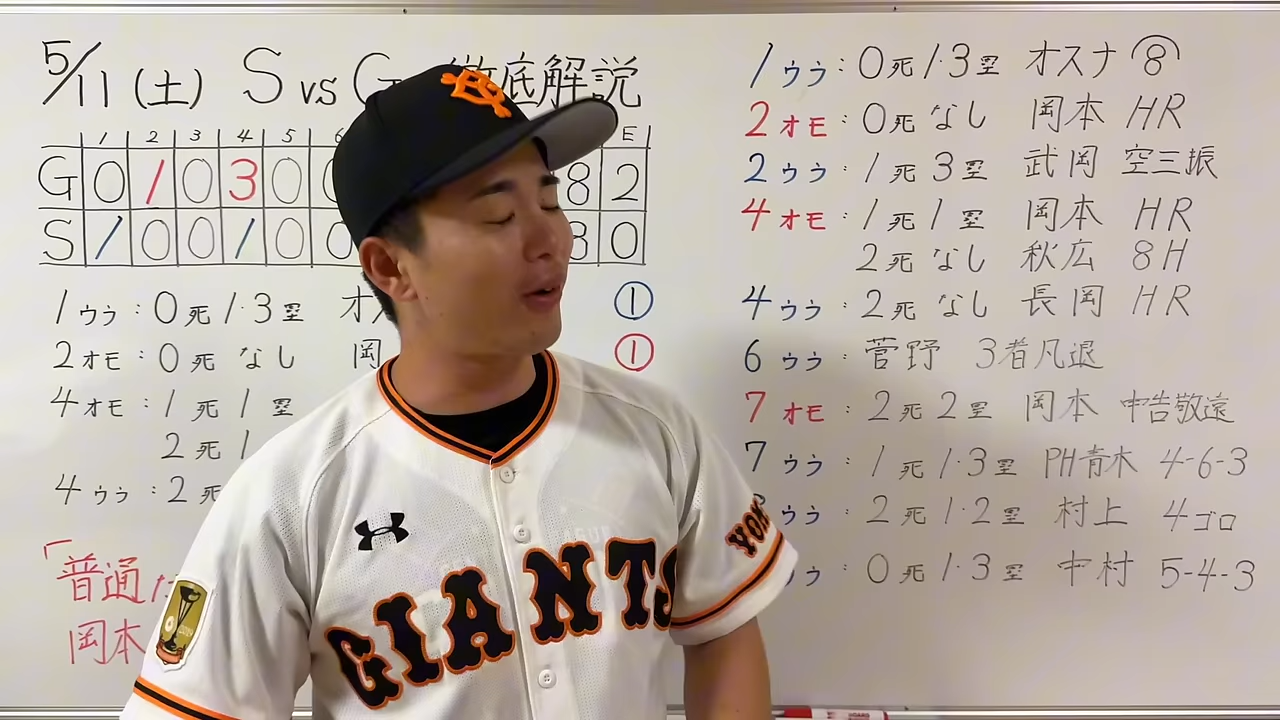 5/11 (土) S vs G 徹底解説
1 2 3 4 5 E
G 0 1 0 3 0 8 2
S 1 0 0 1 0 0 8 0
1ウラ:0死1・3塁 オ ①
2オモ:0死なし 岡 ①
4オモ:1死1塁
2死1
4ウラ:2死
「普通
岡本
1ウラ:0死1・3塁 オスナ ⑧
2オモ:0死なし 岡本 HR
2ウラ:1死3塁 武岡 空三振
4オモ:1死1塁 岡本 HR
2死なし 秋広 8H
4ウラ:2死なし 長岡 HR
6ウラ:菅野 3者凡退
7オモ:2死2塁 岡本 申告敬遠
7ウラ:1死1・3塁 PH青木 4-6-3
ウラ:2死1・2塁 村上 4ゴロ
ウ:0死1・3塁 中村 5-4-3
YG
GIANTS
YOM